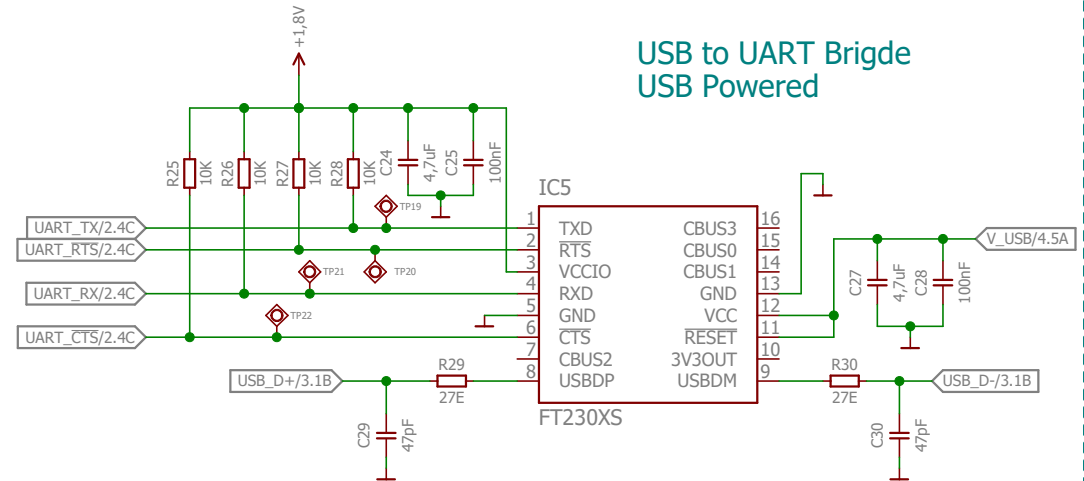 +1,8V
USB to UART Brigde
USB Powered
R25
10K
R26
10K
R27
10K
R28
10K
C24
4,7uF
C25
100nF
TP19
TP20
TP21
TP22
UART_TX/2.4C
UART_RTS/2.4C
UART_RX/2.4C
UART_CTS/2.4C
IC5
1 TXD
2 RTS
3 VCCIO
4 RXD
5 GND
6 CTS
7 CBUS2
8 USBDP
CBUS3 16
CBUS0 15
CBUS1 14
GND 13
VCC 12
RESET 11
3V3OUT 10
USBDM 9
FT230XS
V_USB/4.5A
C27
4,7uF
C28
100nF
USB_D+/3.1B
R29
27E
C29
47pF
R30
27E
USB_D-/3.1B
C30
47pF